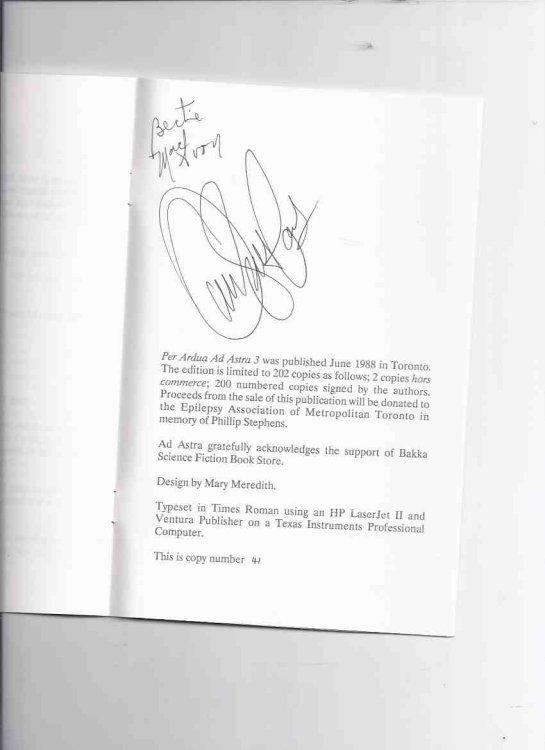 Bertie
Mac Avoy
Per Ardua Ad Astra 3 was published June 1988 in Toronto.
The edition is limited to 202 copies as follows; 2 copies hors
commerce; 200 numbered copies signed by the authors.
Proceeds from the sale of this publication will be donated to
the Epilepsy Association of Metropolitan Toronto in
memory of Phillip Stephens.
Ad Astra gratefully acknowledges the support of Bakka
Science Fiction Book Store.
Design by Mary Meredith.
Typeset in Times Roman using an HP LaserJet II and
Ventura Publisher on a Texas Instruments Professional
Computer.
This is copy number 41